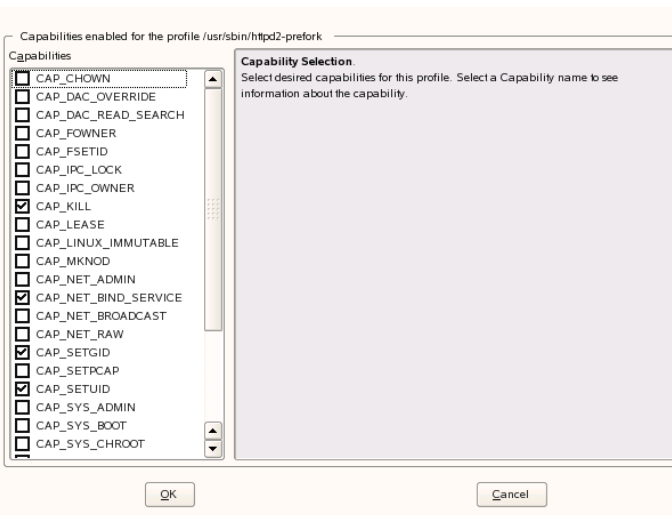 Capabilities enabled for the profile /usr/sbin/httpd2-prefork
Capabilities
CAP_CHOWN
CAP_DAC_OVERRIDE
CAP_DAC_READ_SEARCH
CAP_FOWNER
CAP_FSETID
CAP_IPC_LOCK
CAP_IPC_OWNER
CAP_KILL
CAP_LEASE
CAP_LINUX_IMMUTABLE
CAP_MKNOD
CAP_NET_ADMIN
CAP_NET_BIND_SERVICE
CAP_NET_BROADCAST
CAP_NET_RAW
CAP_SETGID
CAP_SETPCAP
CAP_SETUID
CAP_SYS_ADMIN
CAP_SYS_BOOT
CAP_SYS_CHROOT
Capability Selection.
Select desired capabilities for this profile. Select a Capability name to see
information about the capability.
OK
Cancel